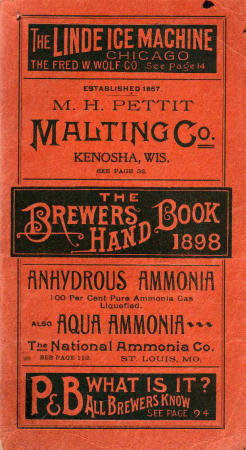 THE LINDE ICE MACHINE
CHICAGO
THE FRED W. WOLF CO. See PAGE 14
ESTABLISHED 1857.
M. H. PETTIT
MALTING CO.
KENOSHA, WIS.
SEE PAGE 32.
THE
BREWERS' HAND BOOK
1898
ANHYDROUS AMMONIA
100 Per Cent Pure Ammonia Gas
Liquefied.
ALSO AQUA AMMONIA
The National Ammonia Co.
SEE PAGE 112. ST. LOUIS, MO.
P&B WHAT IS IT?
ALL BREWERS KNOW
SEE PAGE 94